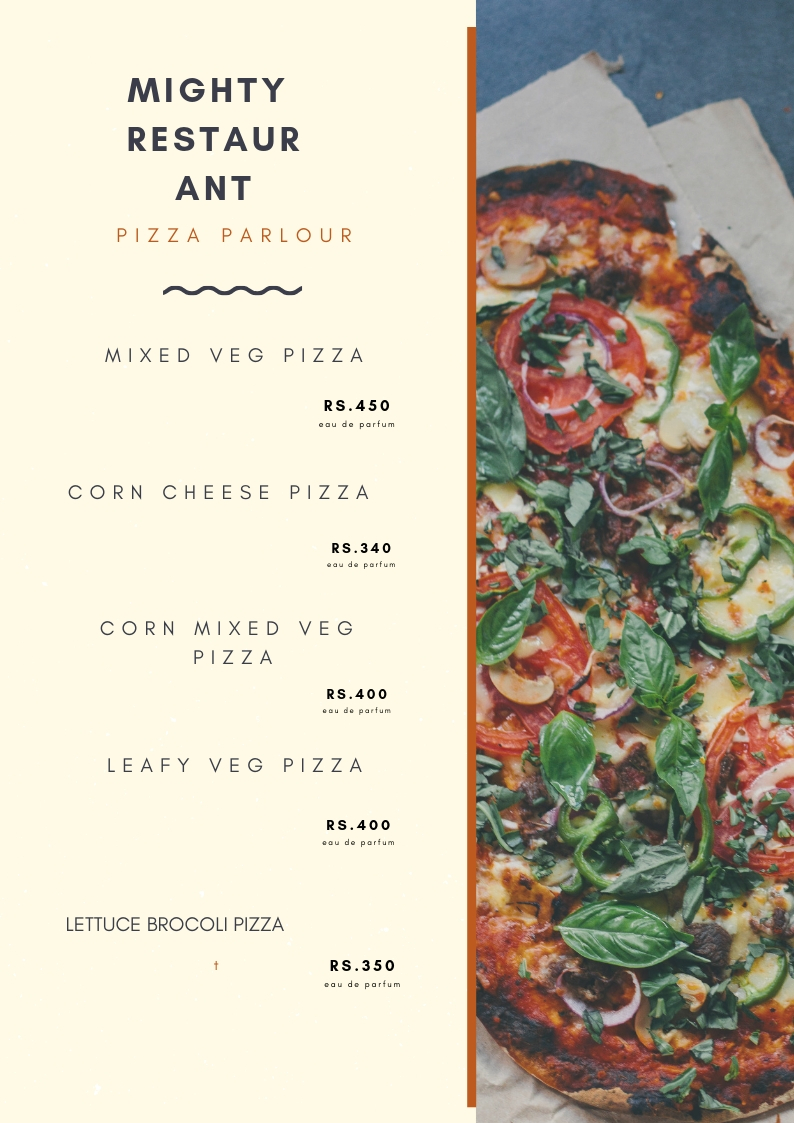 MIGHTY
RESTAUR
ANT
PIZZA PARLOUR
MIXED VEG PIZZA
RS.450
eau de parfum
CORN CHEESE PIZZA
RS.340
eau de parfum
CORN MIXED VEG
PIZZA
RS.400
eau de parfum
LEAFY VEG PIZZA
RS.400
eau de parfum
LETTUCE BROCOLI PIZZA
† RS.350
eau de parfum